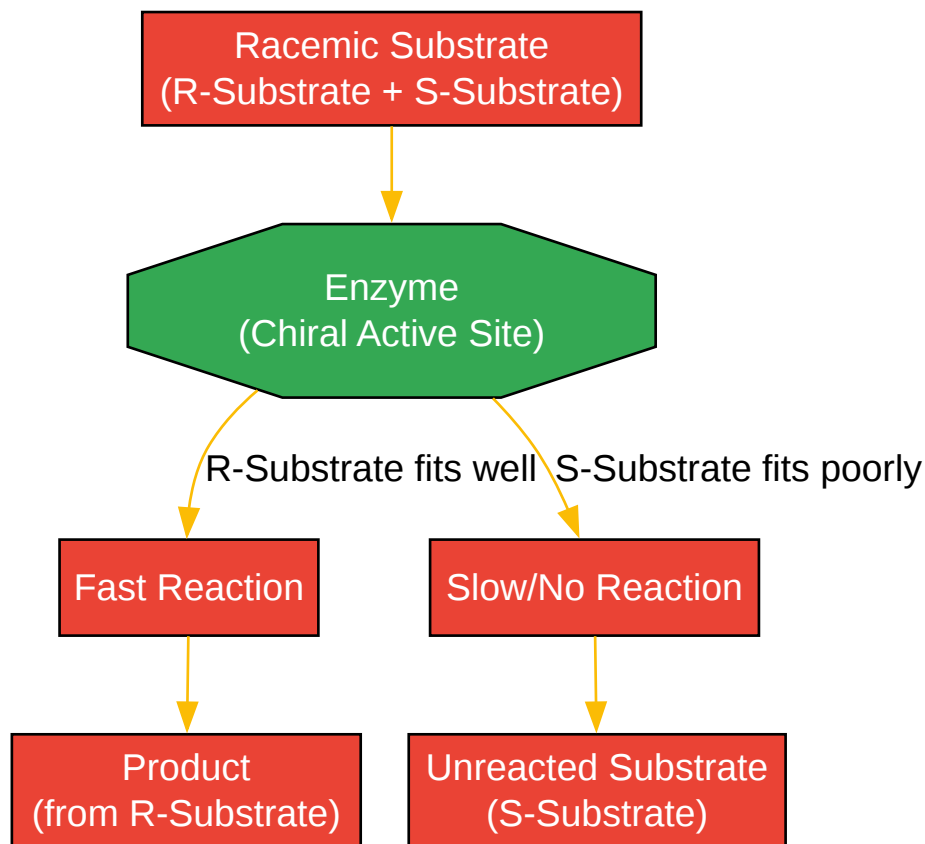 Racemic Substrate
(R-Substrate + S-Substrate)
Enzyme
(Chiral Active Site)
R-Substrate fits well
S-Substrate fits poorly
Fast Reaction
Slow/No Reaction
Product
(from R-Substrate)
Unreacted Substrate
(S-Substrate)